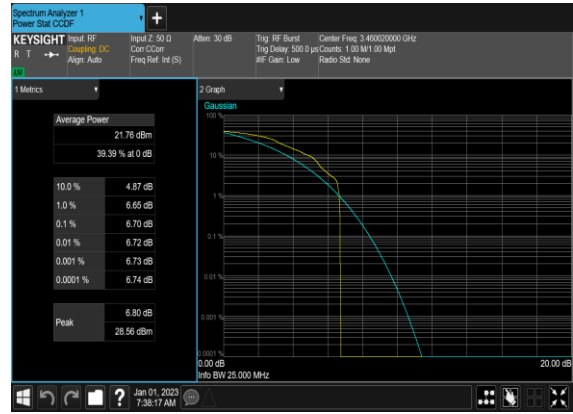 Spectrum Analyzer 1
Power Stat CCDF
KEYSIGHT
R T
LXI
Input: RF
Coupling: DC
Align: Auto
Input Z: 50 Ω
Corr CCorr
Freq Ref: Int (S)
Atten: 30 dB
Trig: RF Burst
Trig Delay: 500.0 µs
#IF Gain: Low
Center Freq: 3.460020000 GHz
Counts: 1.00 M/1.00 Mpt
Radio Std: None
1 Metrics
Average Power
21.76 dBm
39.39 % at 0 dB
10.0 % 4.87 dB
1.0 % 6.65 dB
0.1 % 6.70 dB
0.01 % 6.72 dB
0.001 % 6.73 dB
0.0001 % 6.74 dB
Peak
6.80 dB
28.56 dBm
2 Graph
Gaussian
100 %
10 %
1 %
0.1 %
0.01 %
0.001 %
0.0001 %
0.00 dB
20.00 dB
Info BW 25.000 MHz
?
Jan 01, 2023
7:38:17 AM